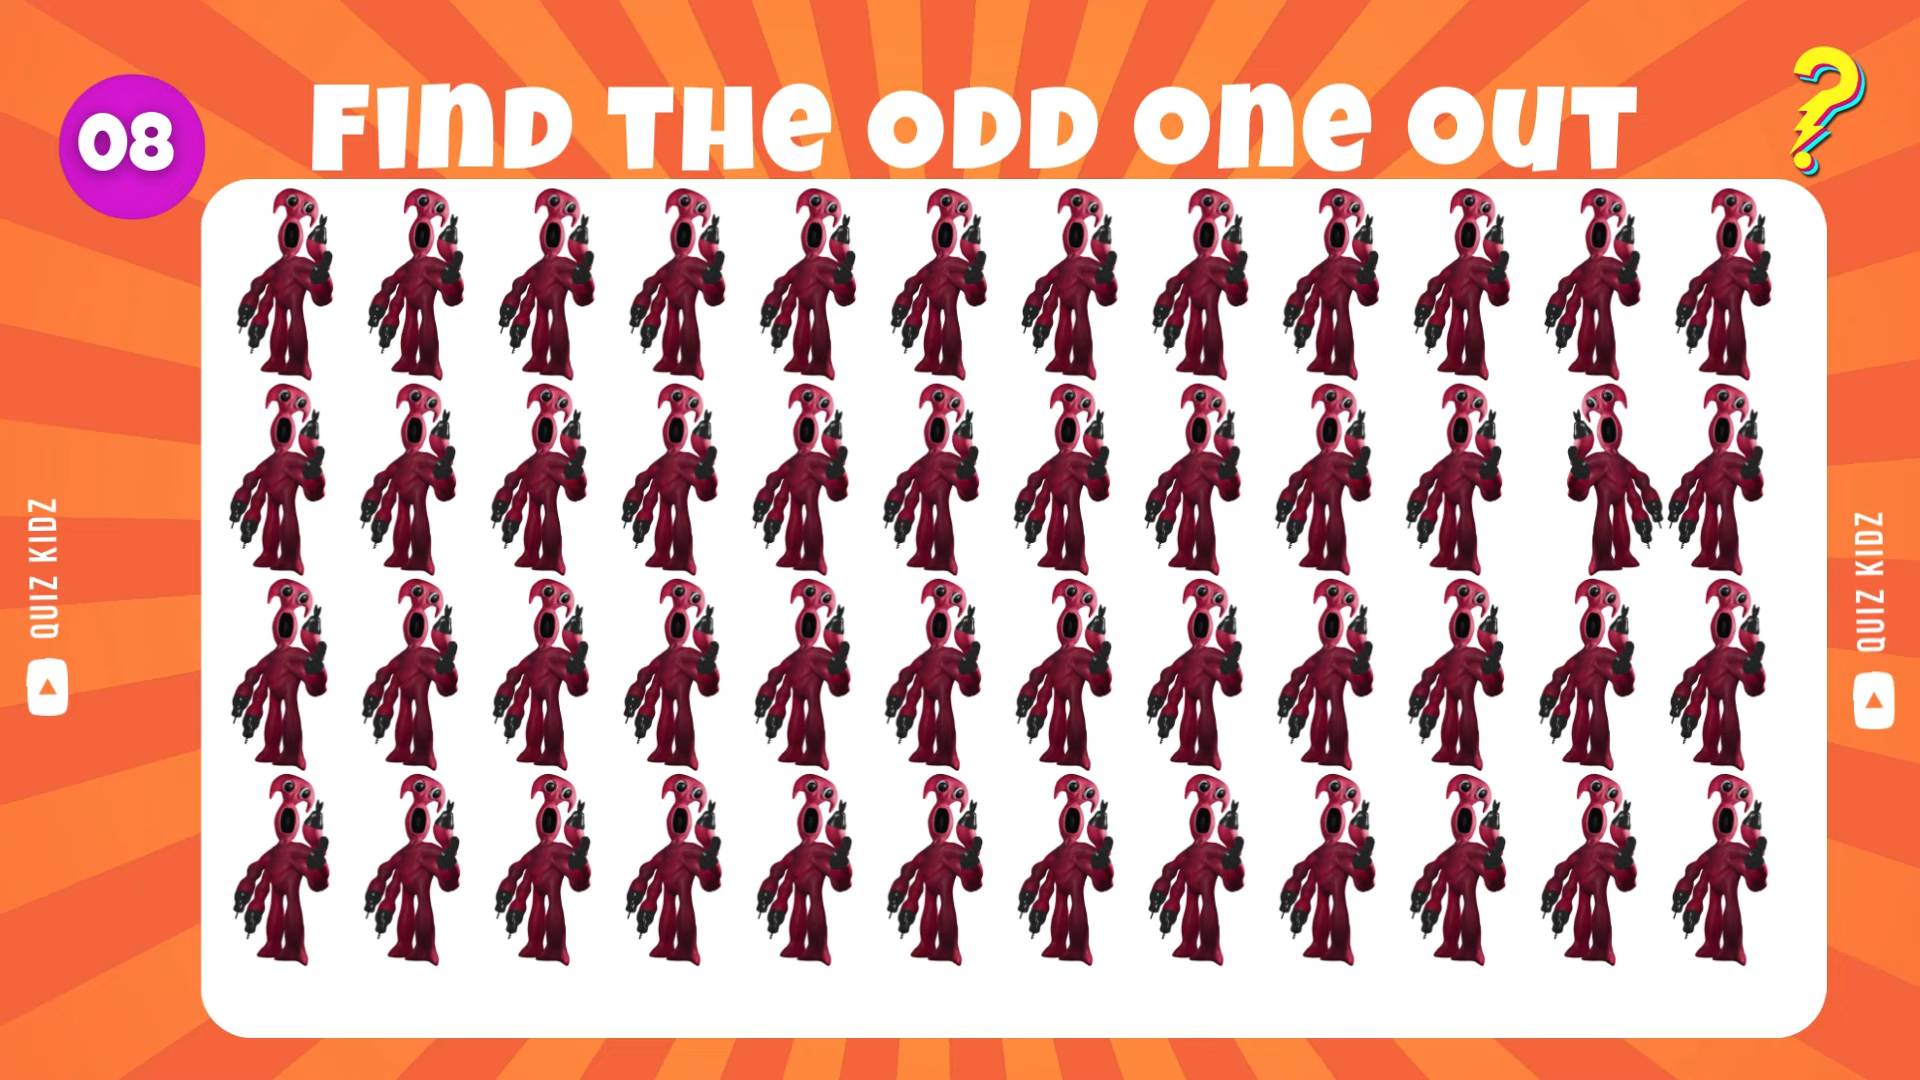 08
FIND THE ODD ONE OUT
?
QUIZ KIDZ
QUIZ KIDZ